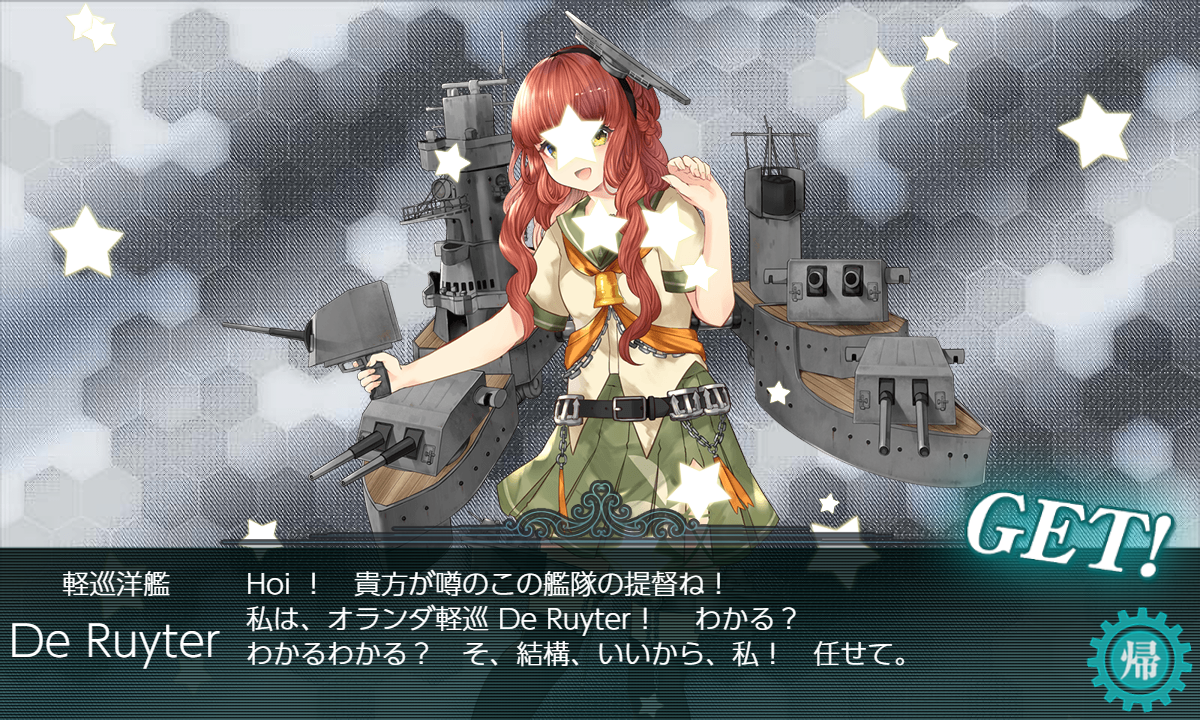 GET!
軽巡洋艦
De Ruyter
Hoi ！　貴方が噂のこの艦隊の提督ね！
私は、オランダ軽巡 De Ruyter！　わかる？
わかるわかる？　そ、結構、いいから、私！　任せて。
帰